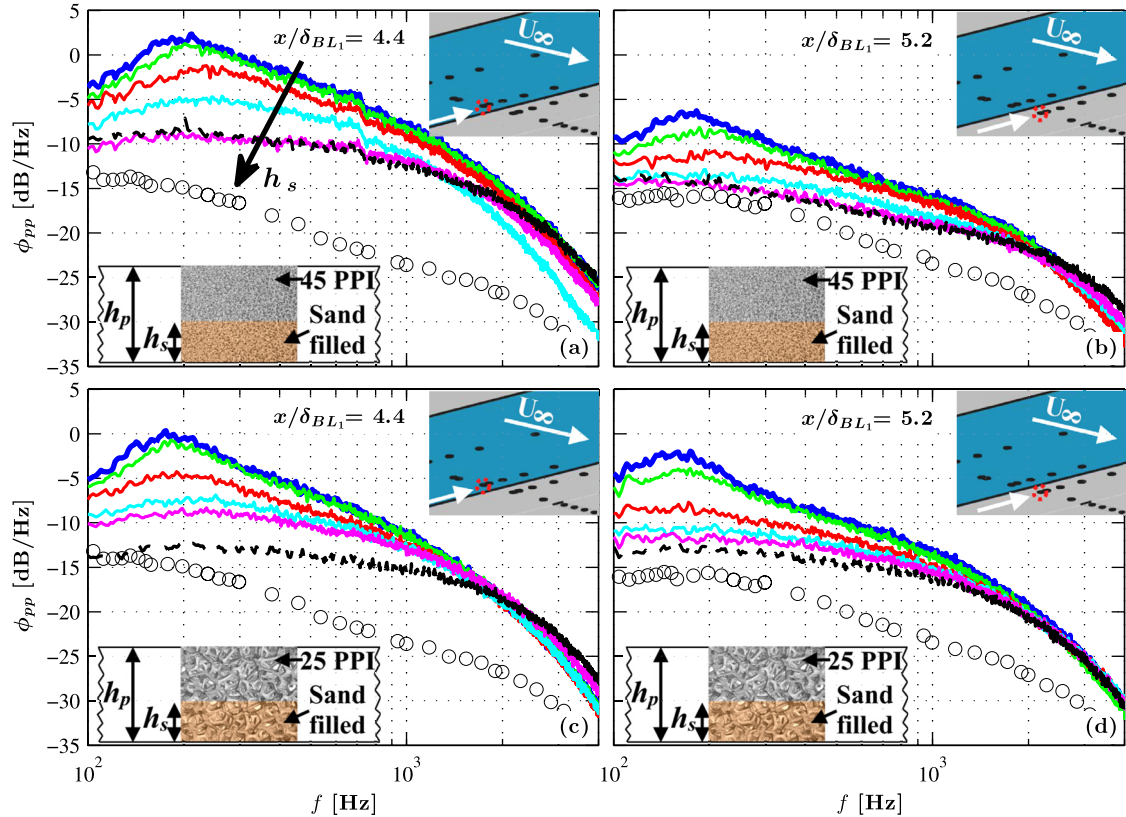 0
−5
−10
−15
−20
−25
−30
−35
ϕpp [dB/Hz]
x/δBL1 = 4.4
U∞
hs
hp
hs
45 PPI
Sand
filled
(a)
x/δBL1 = 5.2
U∞
hp
hs
45 PPI
Sand
filled
(b)
0
−5
−10
−15
−20
−25
−30
−35
ϕpp [dB/Hz]
x/δBL1 = 4.4
U∞
hp
hs
25 PPI
Sand
filled
(c)
10²
10³
f [Hz]
x/δBL1 = 5.2
U∞
hp
hs
25 PPI
Sand
filled
(d)
10²
10³
f [Hz]